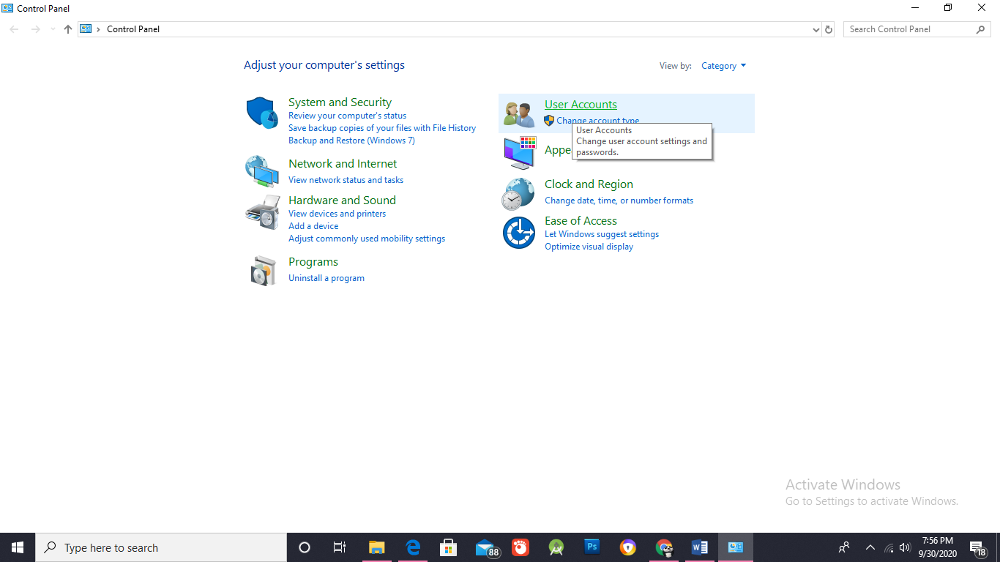 Control Panel
Control Panel
Search Control Panel
Adjust your computer's settings
View by:
Category
System and Security
Review your computer's status
Save backup copies of your files with File History
Backup and Restore (Windows 7)
Network and Internet
View network status and tasks
Hardware and Sound
View devices and printers
Add a device
Adjust commonly used mobility settings
Programs
Uninstall a program
User Accounts
Change account type
User Accounts
Change user account settings and
passwords.
Appe
Clock and Region
Change date, time, or number formats
Ease of Access
Let Windows suggest settings
Optimize visual display
Activate Windows
Go to Settings to activate Windows.
Type here to search
88
Ps
W
7:56 PM
9/30/2020
18